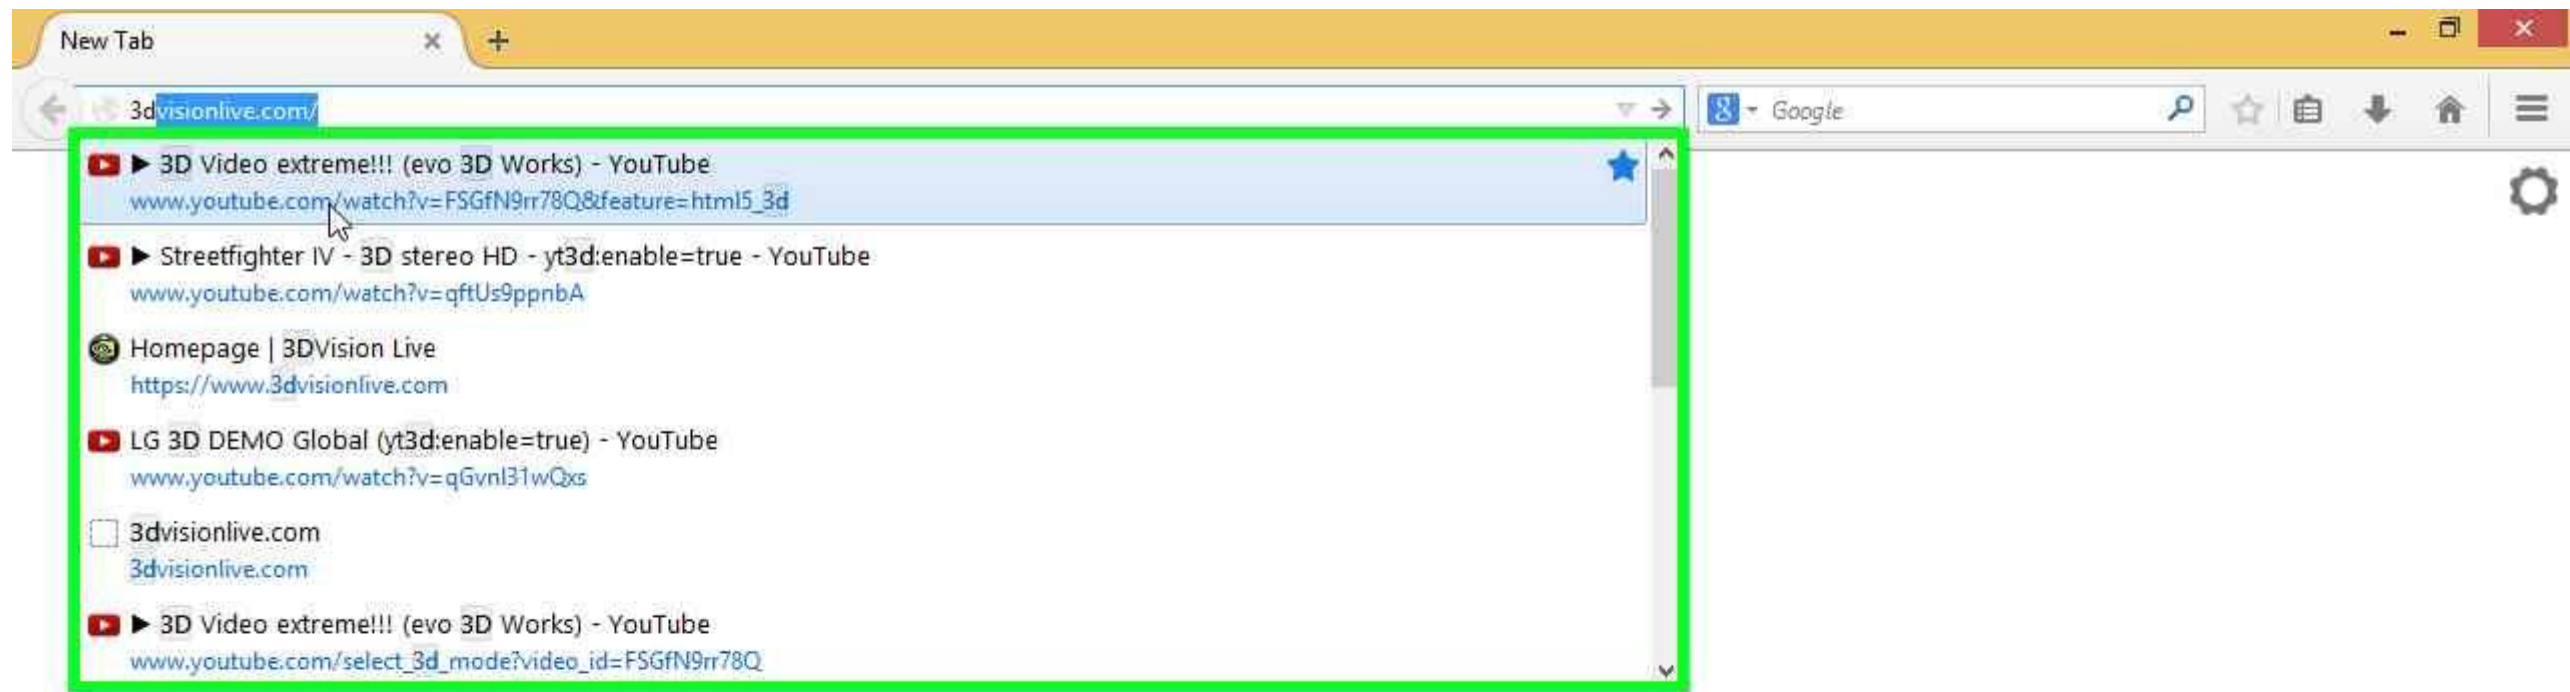 New Tab
3dvisionlive.com/
Google
▶ 3D Video extreme!!! (evo 3D Works) - YouTube
www.youtube.com/watch?v=FSGfN9rr78Q&feature=html5_3d
▶ Streetfighter IV - 3D stereo HD - yt3d:enable=true - YouTube
www.youtube.com/watch?v=qftUs9ppnbA
Homepage | 3DVision Live
https://www.3dvisionlive.com
LG 3D DEMO Global (yt3d:enable=true) - YouTube
www.youtube.com/watch?v=qGvnl31wQxs
3dvisionlive.com
3dvisionlive.com
▶ 3D Video extreme!!! (evo 3D Works) - YouTube
www.youtube.com/select_3d_mode?video_id=FSGfN9rr78Q